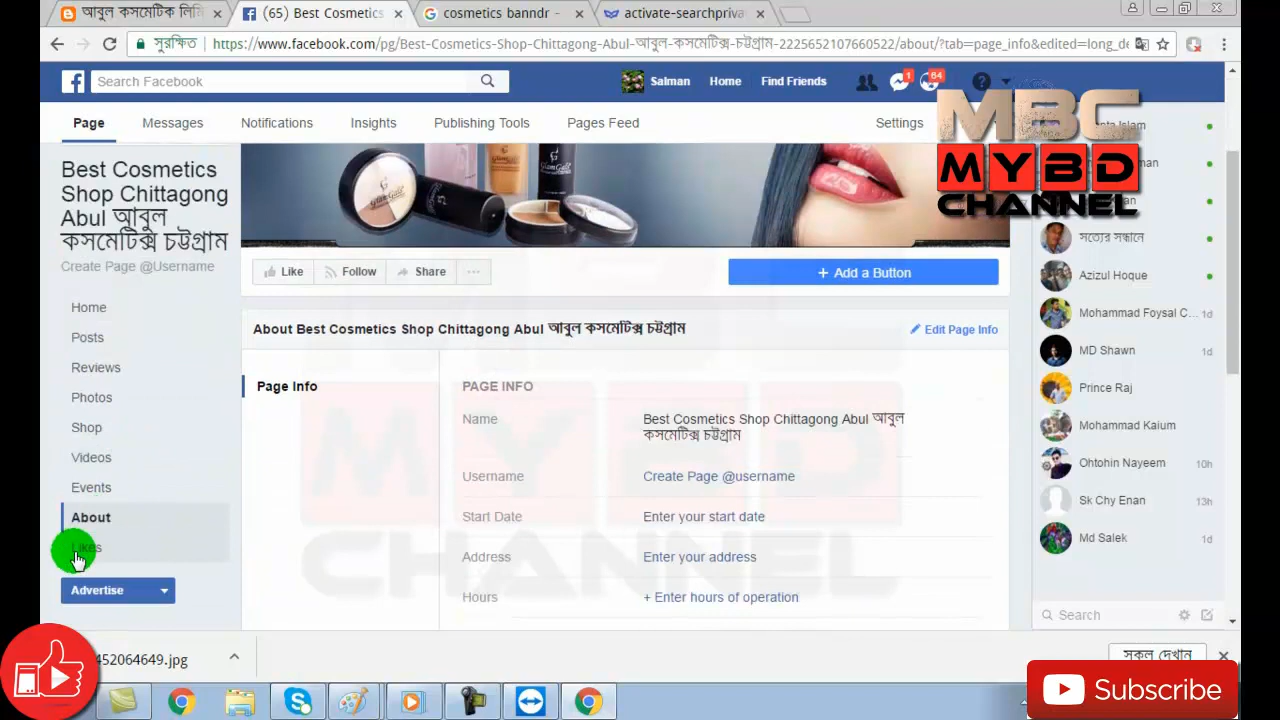 আবুল কসমেটিক লিমি
(65) Best Cosmetics
cosmetics banndr -
activate-searchpriva
সুরক্ষিত
https://www.facebook.com/pg/Best-Cosmetics-Shop-Chittagong-Abul-আবুল-কসমেটিক্স-চট্টগ্রাম-2225652107650522/about/?tab=page_info&edited=long_de
Search Facebook
Salman
Home
Find Friends
1
64
Page
Messages
Notifications
Insights
Publishing Tools
Pages Feed
Settings
MBC
MYBD
CHANNEL
Best Cosmetics
Shop Chittagong
Abul আবুল
কসমেটিক্স চট্টগ্রাম
Create Page @Username
Home
Posts
Reviews
Photos
Shop
Videos
Events
About
Likes
Advertise
Like
Follow
Share
+ Add a Button
About Best Cosmetics Shop Chittagong Abul আবুল কসমেটিক্স চট্টগ্রাম
Edit Page Info
Page Info
PAGE INFO
Name
Best Cosmetics Shop Chittagong Abul আবুল
কসমেটিক্স চট্টগ্রাম
Username
Create Page @username
Start Date
Enter your start date
Address
Enter your address
Hours
+ Enter hours of operation
MYBD
CHANNEL
Islam
সত্যের সন্ধানে
Azizul Hoque
Mohammad Foysal C... 1d
MD Shawn 1d
Prince Raj
Mohammad Kaium
Ohtohin Nayeem 10h
Sk Chy Enan 13h
Md Salek 1d
Search
452064649.jpg
সকল দেখান
Subscribe